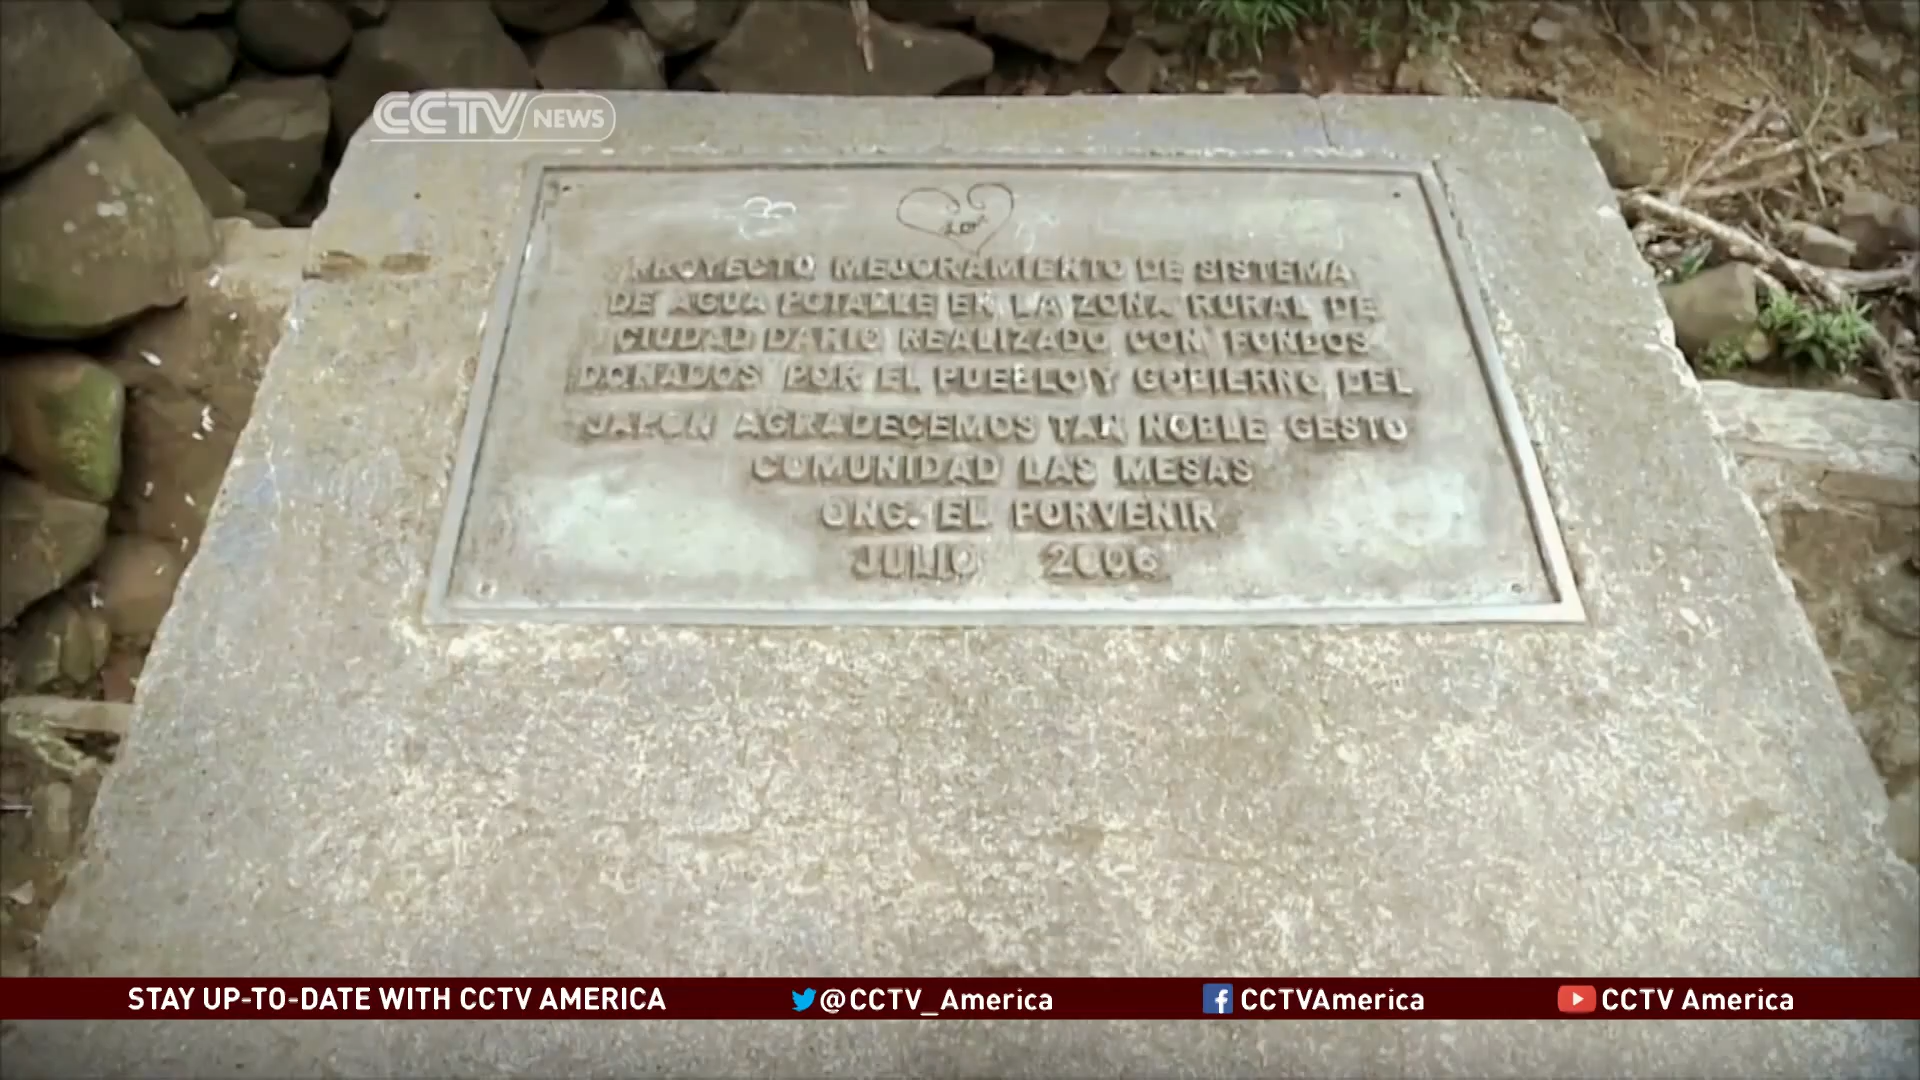 CCTV NEWS
PROYECTO MEJORAMIENTO DE SISTEMA
DE AGUA POTABLE EN LA ZONA RURAL DE
CIUDAD DARIO REALIZADO CON FONDOS
DONADOS POR EL PUEBLO Y GOBIERNO DEL
JAPON AGRADECEMOS TAN NOBLE GESTO
COMUNIDAD LAS MESAS
ONG. EL PORVENIR
JULIO 2006
STAY UP-TO-DATE WITH CCTV AMERICA @CCTV_America CCTVAmerica CCTV America